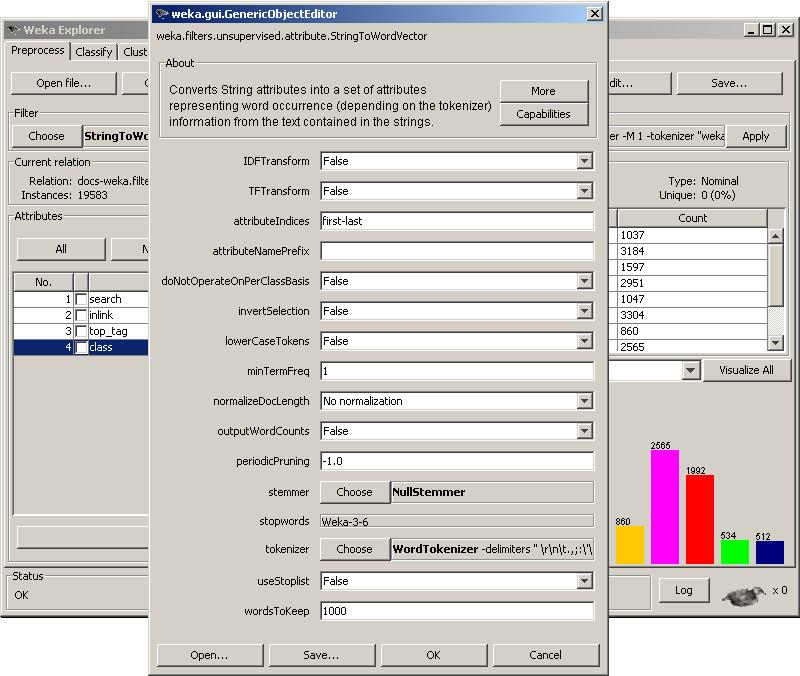 Weka Explorer
weka.gui.GenericObjectEditor
Preprocess Classify
weka.filters.unsupervised.attribute.StringToWordVector
About
Converts String attributes into a set of attributes
representing word occurrence (depending on the tokenizer)
information from the text contained in the strings.
More
Capabilities
Open file...
Save...
Filter
Choose
-M 1 -tokenizer "weka
Apply
Current relation
Relation: docs-weka.filte
Instances: 19583
Type: Nominal
Unique: 0 (0%)
Attributes
All
No.
1 search
2 inlink
3 top_tag
4 class
Count
1037
3184
1597
2951
1047
3304
860
2565
Visualize All
IDFTransform False
TFTransform False
attributeIndices first-last
attributeNamePrefix
doNotOperateOnPerClassBasis False
invertSelection False
lowerCaseTokens False
minTermFreq 1
normalizeDocLength No normalization
outputWordCounts False
periodicPruning -1.0
stemmer Choose NullStemmer
stopwords Weka-3-6
tokenizer Choose WordTokenizer -delimiters " \r\n\t.,;:\'\
useStoplist False
wordsToKeep 1000
860
2565
1992
534
512
Status
OK
Log
x 0
Open...
Save...
OK
Cancel